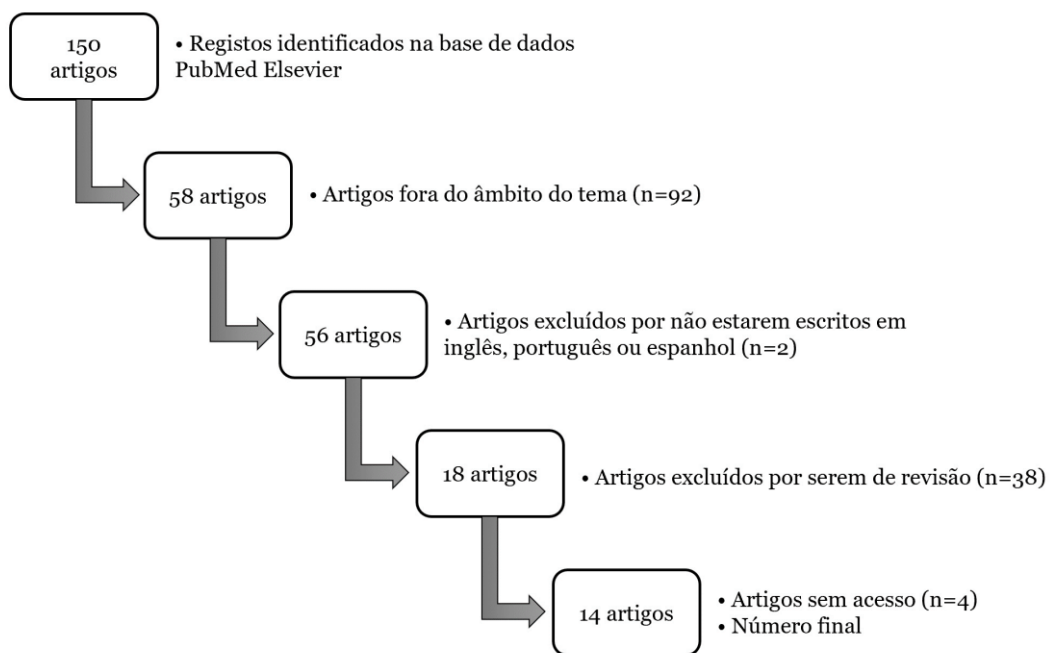 150
artigos
• Registos identificados na base de dados
PubMed Elsevier
58 artigos
• Artigos fora do âmbito do tema (n=92)
56 artigos
• Artigos excluídos por não estarem escritos em
inglês, português ou espanhol (n=2)
18 artigos
• Artigos excluídos por serem de revisão (n=38)
14 artigos
• Artigos sem acesso (n=4)
• Número final